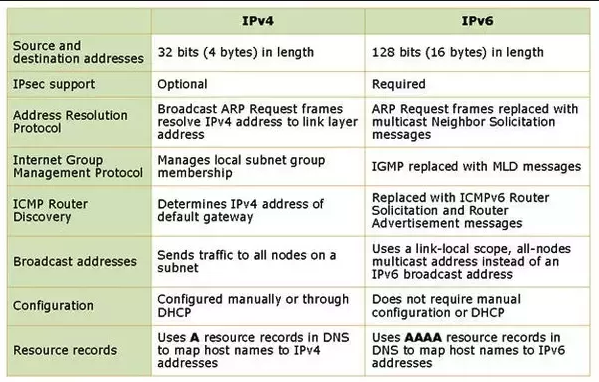 IPv4 IPv6
Source and
destination addresses
32 bits (4 bytes) in length
128 bits (16 bytes) in length
IPsec support
Optional
Required
Address Resolution
Protocol
Broadcast ARP Request frames
resolve IPv4 address to link layer
address
ARP Request frames replaced with
multicast Neighbor Solicitation
messages
Internet Group
Management Protocol
Manages local subnet group
membership
IGMP replaced with MLD messages
ICMP Router
Discovery
Determines IPv4 address of
default gateway
Replaced with ICMPv6 Router
Solicitation and Router
Advertisement messages
Broadcast addresses
Sends traffic to all nodes on a
subnet
Uses a link-local scope, all-nodes
multicast address instead of an
IPv6 broadcast address
Configuration
Configured manually or through
DHCP
Does not require manual
configuration or DHCP
Resource records
Uses A resource records in DNS
to map host names to IPv4
addresses
Uses AAAA resource records in
DNS to map host names to IPv6
addresses